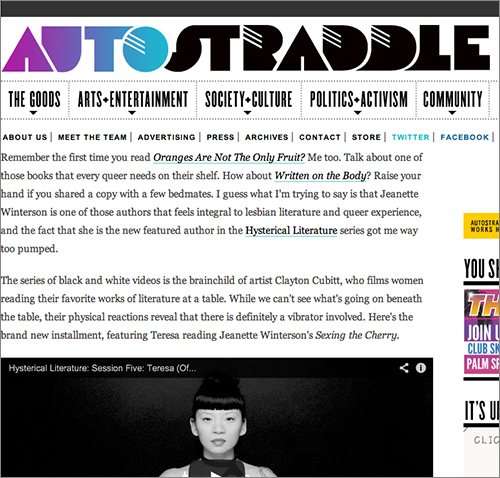 AUTOSTRADDLE
THE GOODS ARTS+ENTERTAINMENT SOCIETY+CULTURE POLITICS+ACTIVISM COMMUNITY
ABOUT US | MEET THE TEAM | ADVERTISING | PRESS | ARCHIVES | CONTACT | STORE | TWITTER | FACEBOOK |
Remember the first time you read Oranges Are Not The Only Fruit? Me too. Talk about one of
those books that every queer needs on their shelf. How about Written on the Body? Raise your
hand if you shared a copy with a few bedmates. I guess what I'm trying to say is that Jeanette
Winterson is one of those authors that feels integral to lesbian literature and queer experience,
and the fact that she is the new featured author in the Hysterical Literature series got me way
too pumped.
The series of black and white videos is the brainchild of artist Clayton Cubitt, who films women
reading their favorite works of literature at a table. While we can't see what's going on beneath
the table, their physical reactions reveal that there is definitely a vibrator involved. Here's the
brand new installment, featuring Teresa reading Jeanette Winterson's Sexing the Cherry.
Hysterical Literature: Session Five: Teresa (Of...
AUTOSTRA
WORKS H
YOU S
TH
JOIN
CLUB SK
PALM SP
IT'S U
CLIC